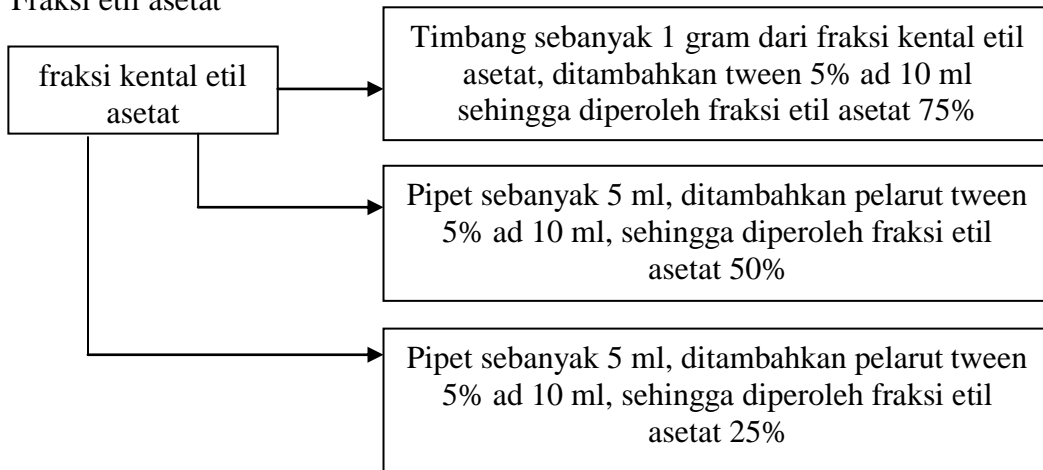 Fraksi etil asetat
fraksi kental etil
asetat
Timbang sebanyak 1 gram dari fraksi kental etil
asetat, ditambahkan tween 5% ad 10 ml
sehingga diperoleh fraksi etil asetat 75%
Pipet sebanyak 5 ml, ditambahkan pelarut tween
5% ad 10 ml, sehingga diperoleh fraksi etil
asetat 50%
Pipet sebanyak 5 ml, ditambahkan pelarut tween
5% ad 10 ml, sehingga diperoleh fraksi etil
asetat 25%